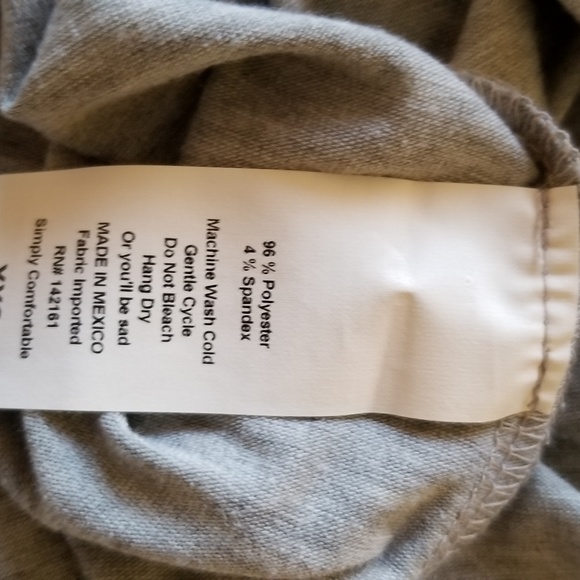 96 % Polyester
4 % Spandex
Machine Wash Cold
Gentle Cycle
Do Not Bleach
Hang Dry
Or you'll be sad
MADE IN MEXICO
Fabric Imported
RN# 142161
Simply Comfortable